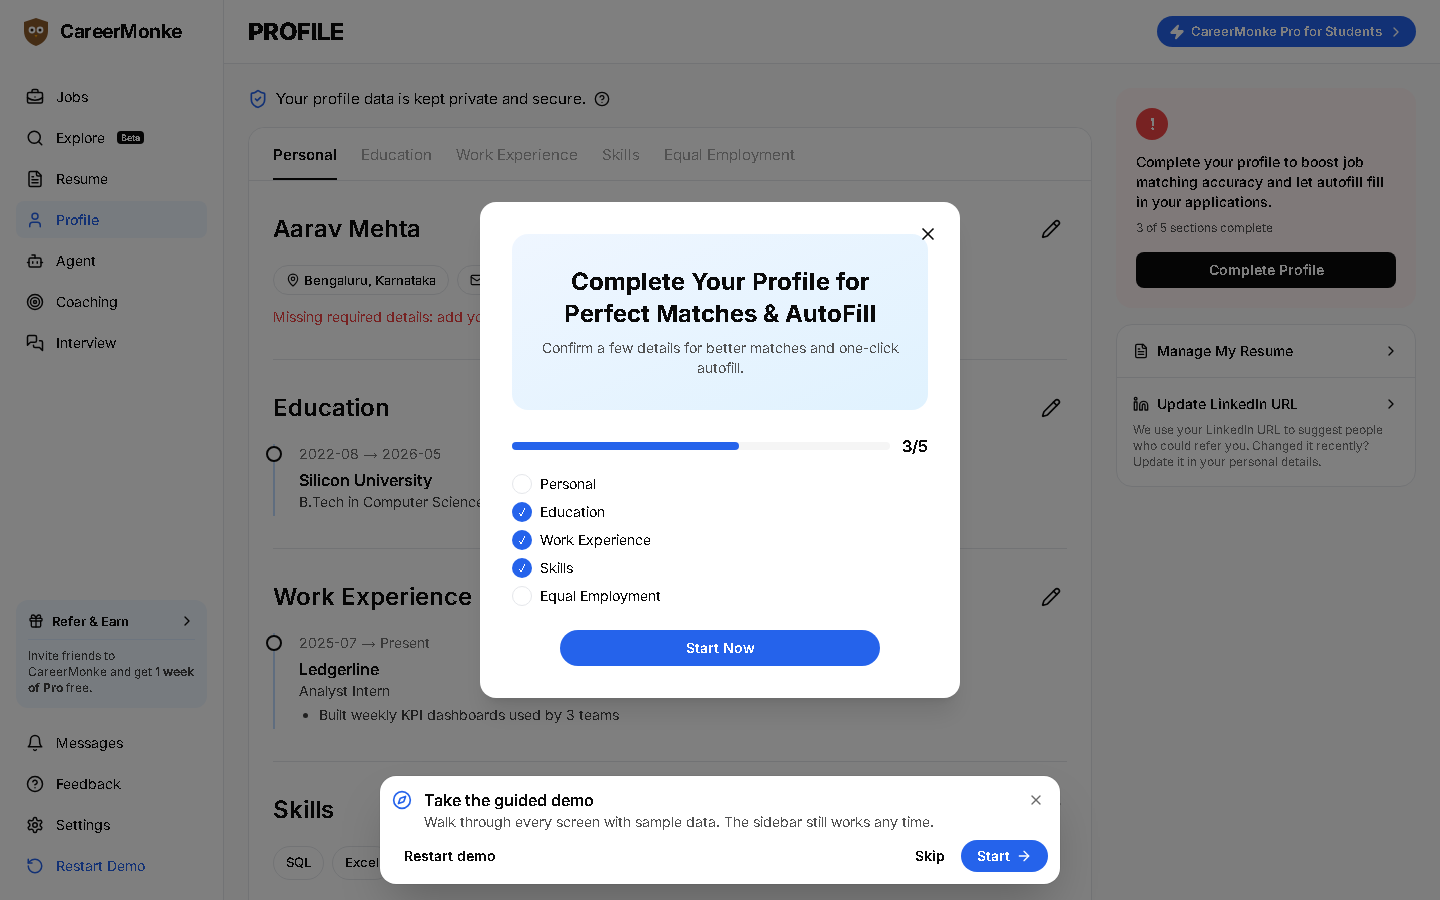 CareerMonke
Jobs
Explore Beta
Resume
Profile
Agent
Coaching
Interview
Refer & Earn
Invite friends to
CareerMonke and get 1 week
of Pro free.
Messages
Feedback
Settings
Restart Demo
PROFILE
CareerMonke Pro for Students
Your profile data is kept private and secure.
Personal Education Work Experience Skills Equal Employment
Aarav Mehta
Bengaluru, Karnataka
Missing required details: add
Education
2022-08 → 2026-05
Silicon University
B.Tech in Computer Science
Work Experience
2025-07 → Present
Ledgerline
Analyst Intern
• Built weekly KPI dashboards used by 3 teams
Skills
SQL Excel
Complete Your Profile for
Perfect Matches & AutoFill
Confirm a few details for better matches and one-click
autofill.
3/5
Personal
Education
Work Experience
Skills
Equal Employment
Start Now
Complete your profile to boost job
matching accuracy and let autofill fill
in your applications.
3 of 5 sections complete
Complete Profile
Manage My Resume
Update LinkedIn URL
We use your LinkedIn URL to suggest people
who could refer you. Changed it recently?
Update it in your personal details.
Take the guided demo
Walk through every screen with sample data. The sidebar still works any time.
Restart demo Skip Start